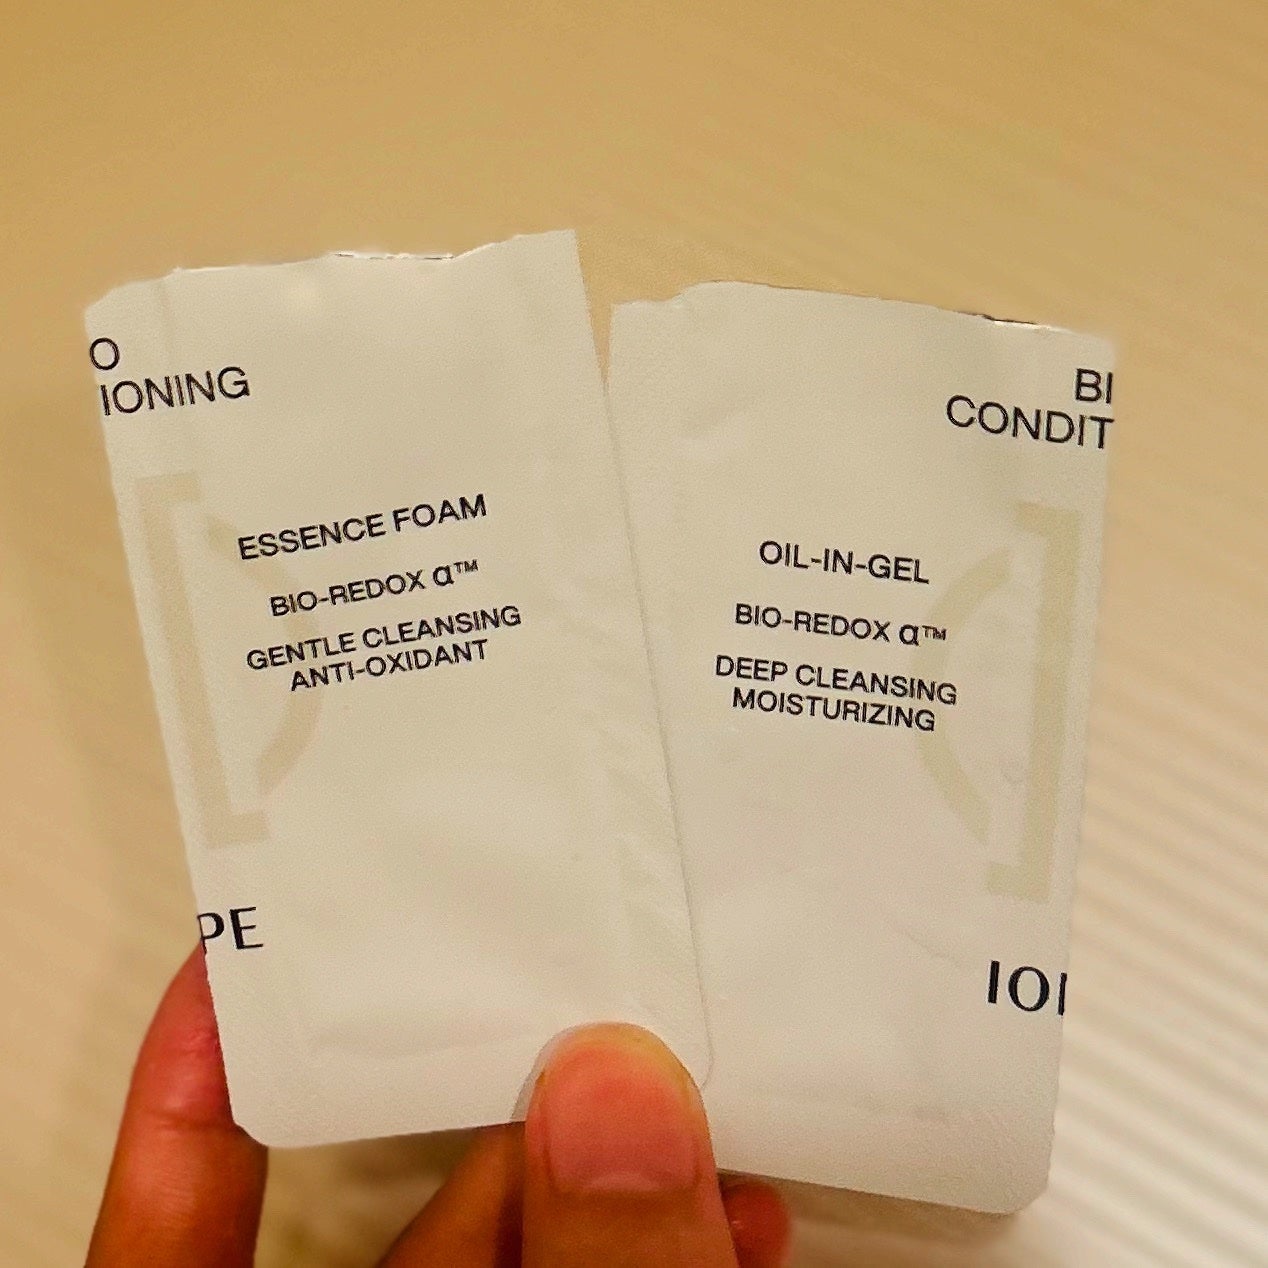 O
IONING
ESSENCE FOAM
BIO-REDOX α™
GENTLE CLEANSING
ANTI-OXIDANT
PE
BI
CONDIT
OIL-IN-GEL
BIO-REDOX α™
DEEP CLEANSING
MOISTURIZING
IOI